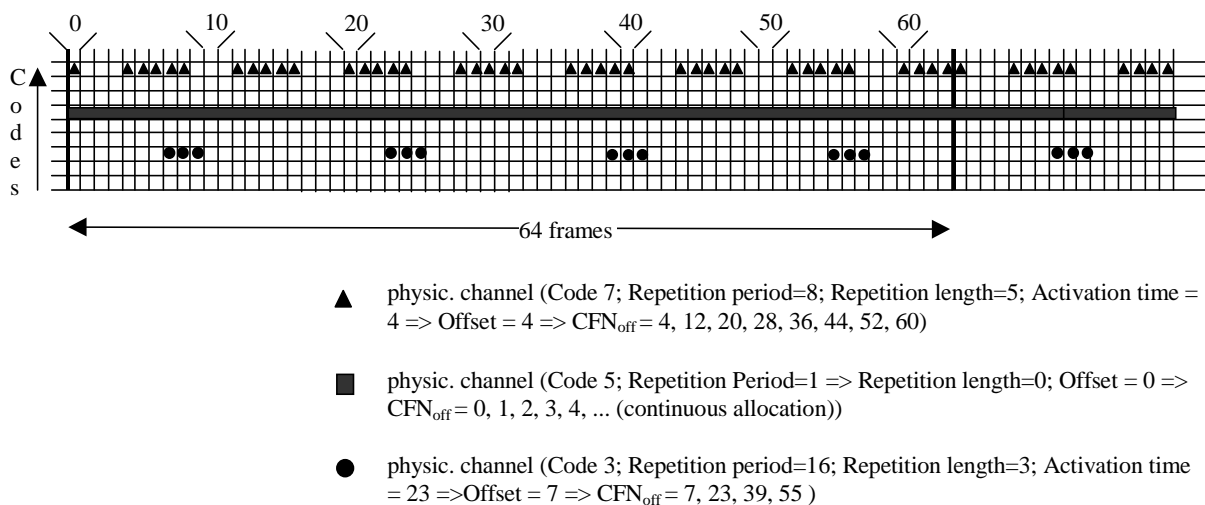 0 10 20 30 40 50 60
C
o
d
e
s
64 frames
physic. channel (Code 7; Repetition period=8; Repetition length=5; Activation time =
4 => Offset = 4 => CFNoff = 4, 12, 20, 28, 36, 44, 52, 60)
physic. channel (Code 5; Repetition Period=1 => Repetition length=0; Offset = 0 =>
CFNoff = 0, 1, 2, 3, 4, ... (continuous allocation))
physic. channel (Code 3; Repetition period=16; Repetition length=3; Activation time
= 23 =>Offset = 7 => CFNoff = 7, 23, 39, 55 )